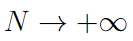 N → +∞